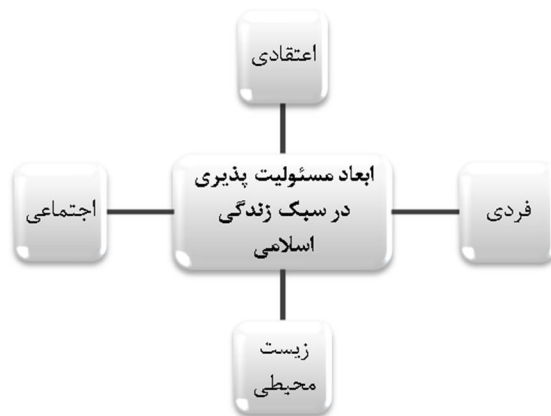 اعتقادی
ابعاد مسئولیت پذیری
در سبک زندگی
اسلامی
فردی
اجتماعی
زیست
محیطی